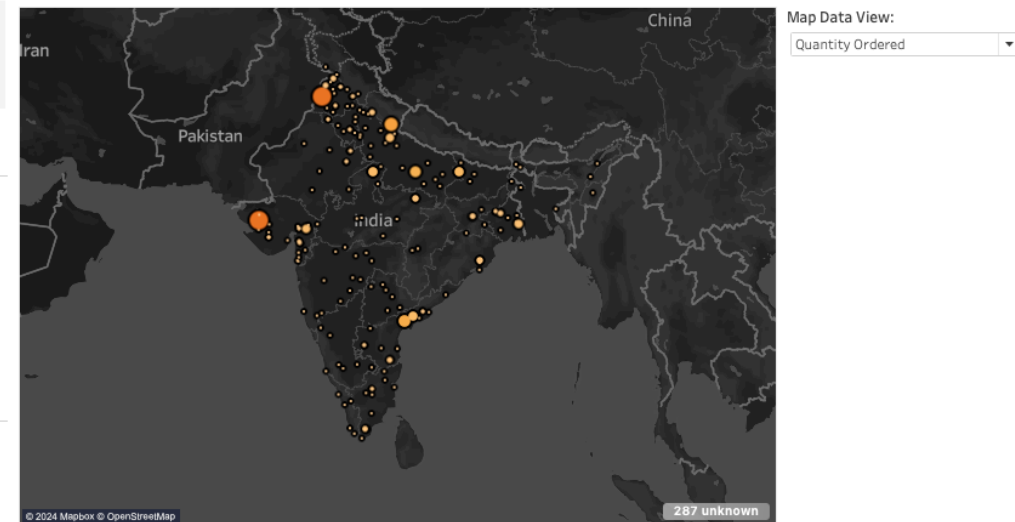 China
Map Data View:
Iran
Quantity Ordered
Pakistan
India
287 unknown
© 2024 Mapbox © OpenStreetMap